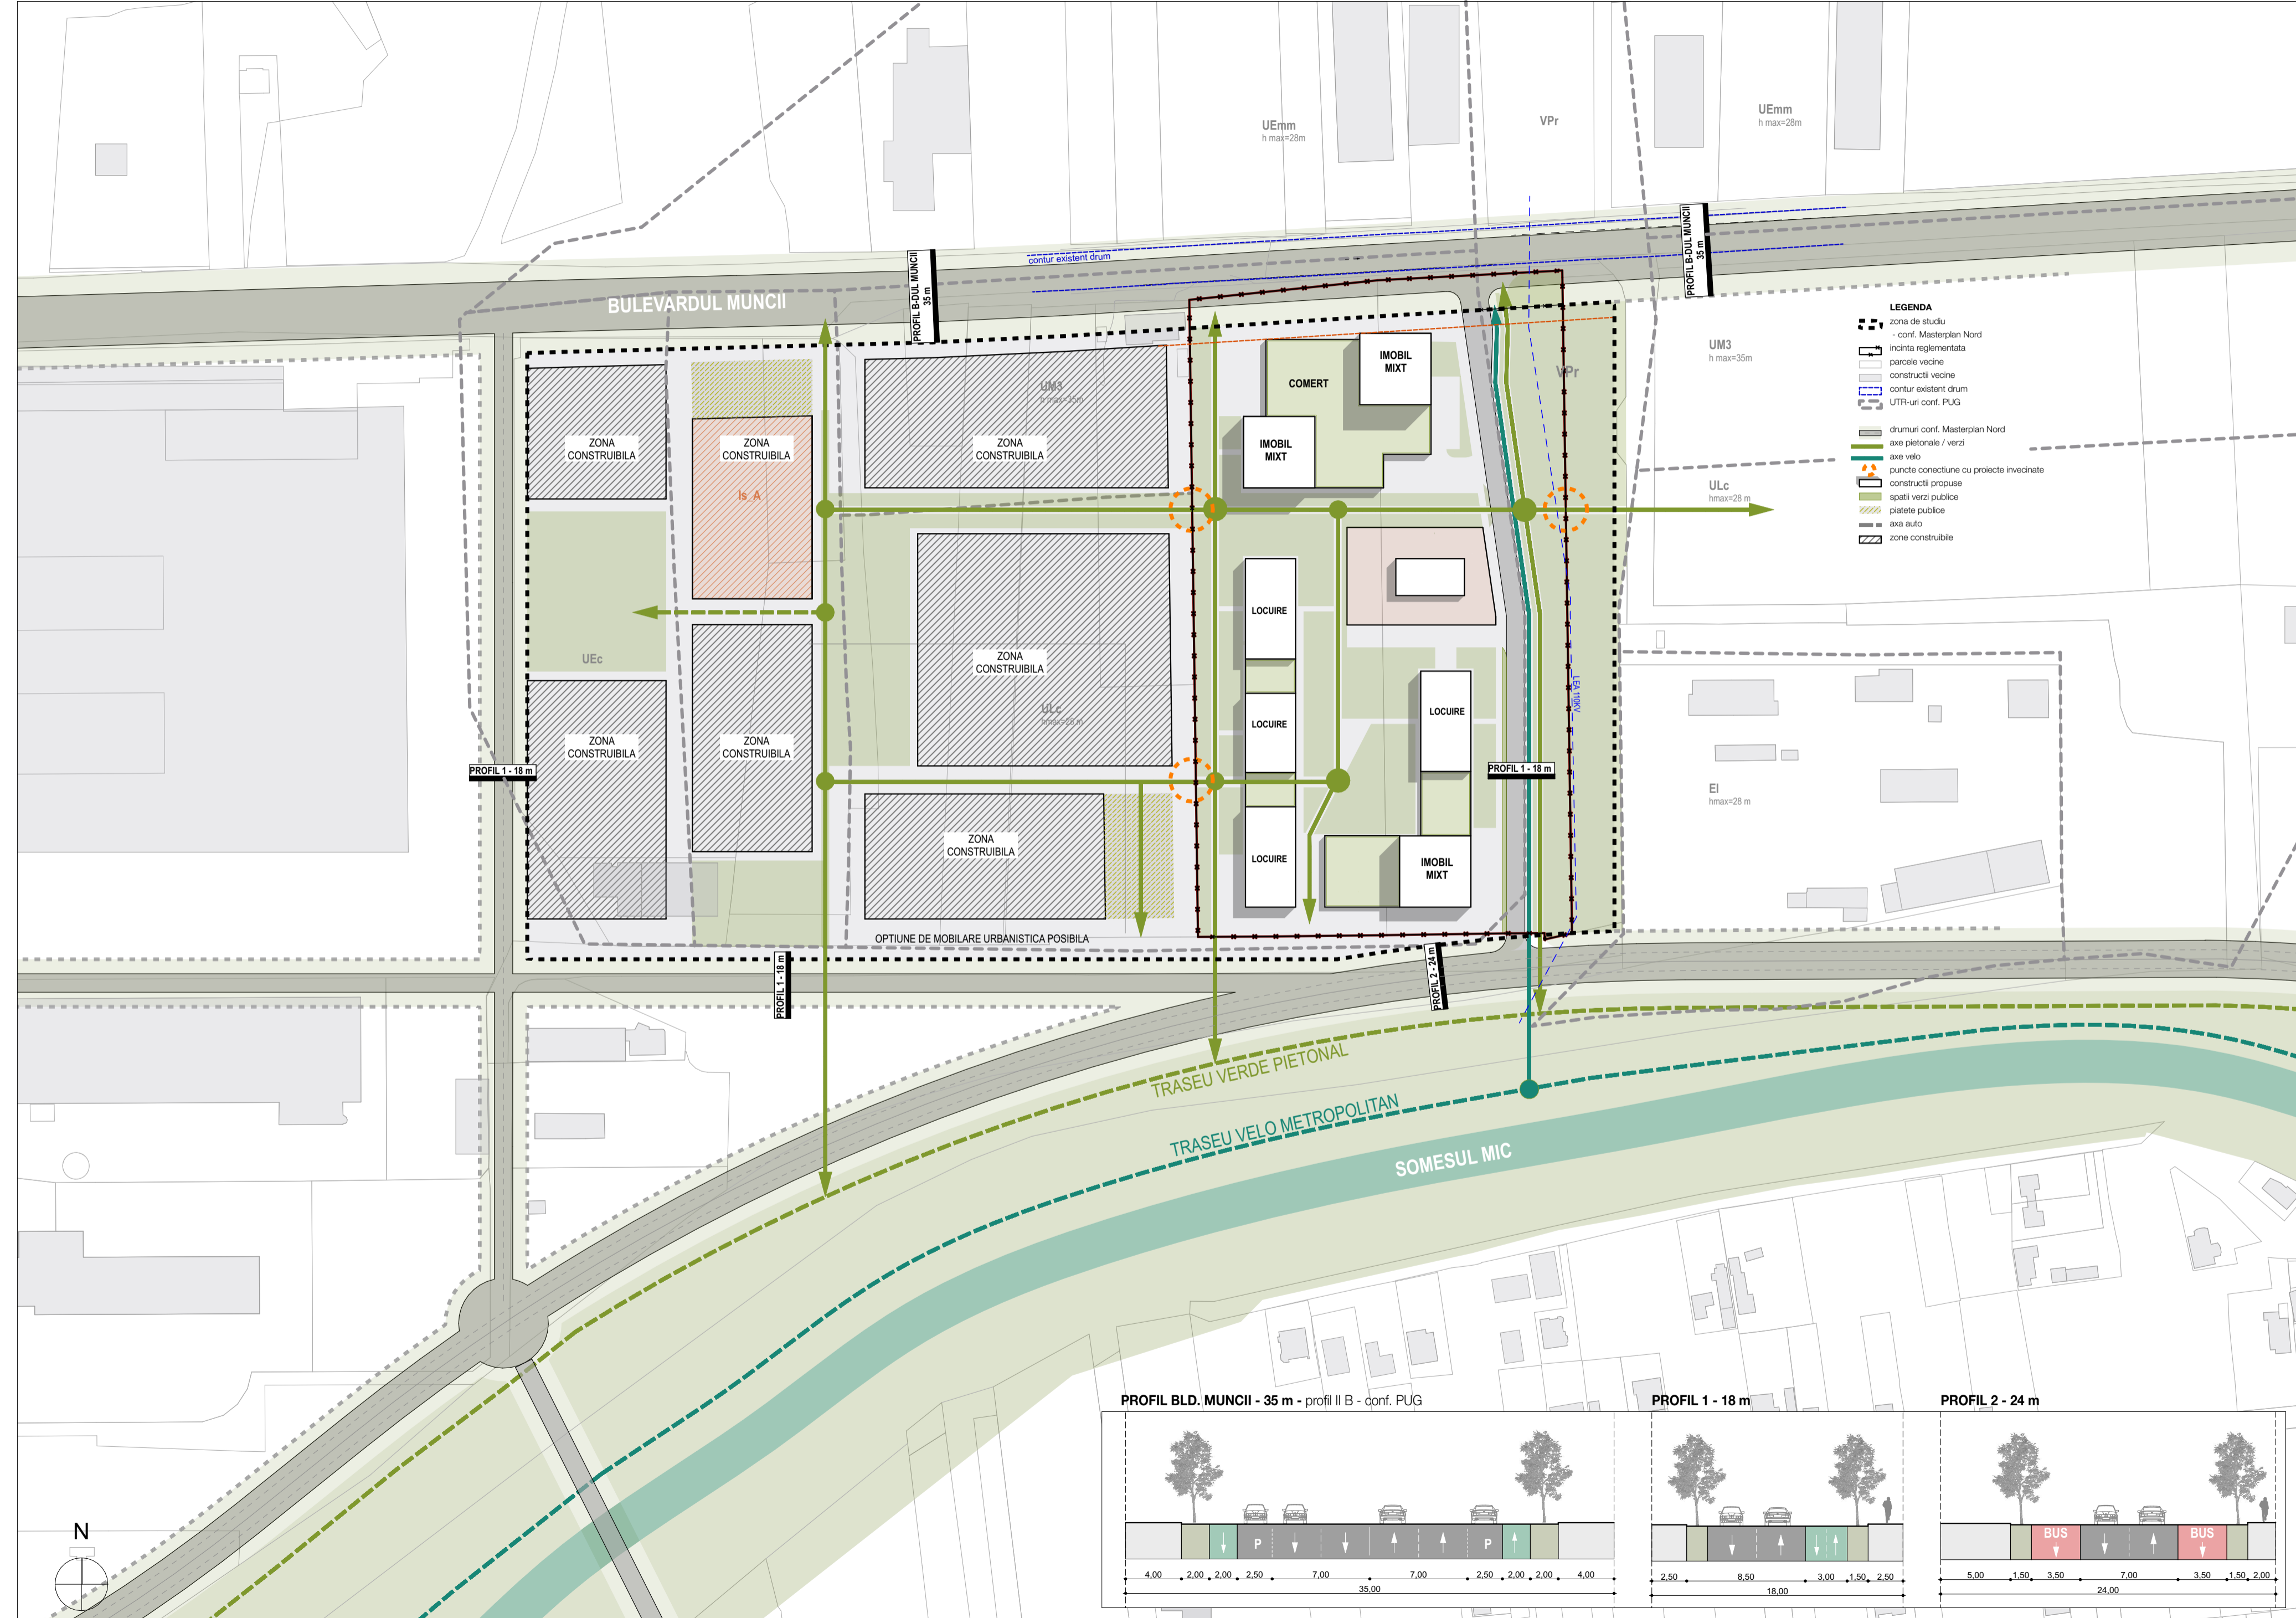 UEmm
h max=28m
VPr
UEmm
h max=28m
PROFIL B-DUL MUNCII
35 m
PROFIL B-DUL MUNCII
35 m
contur existent drum
BULEVARDUL MUNCII
LEGENDA
zona de studiu
- conf. Masterplan Nord
incinta reglementata
parcele vecine
constructii vecine
contur existent drum
UTR-uri conf. PUG
drumuri conf. Masterplan Nord
axe pietonale / verzi
axe velo
puncte conectiune cu proiecte invecinate
constructii propuse
spatii verzi publice
piatete publice
axa auto
zone construibile
UM3
h max=35m
IMOBIL
MIXT
COMERT
VPr
UM3
h max=35m
ZONA
CONSTRUIBILA
ZONA
CONSTRUIBILA
ZONA
CONSTRUIBILA
IMOBIL
MIXT
Is_A
ULc
hmax=28 m
LOCUIRE
UEc
ZONA
CONSTRUIBILA
LEA 110KV
ULc
hmax=28 m
LOCUIRE
LOCUIRE
ZONA
CONSTRUIBILA
ZONA
CONSTRUIBILA
PROFIL 1 - 18 m
PROFIL 1 - 18 m
EI
hmax=28 m
ZONA
CONSTRUIBILA
LOCUIRE
IMOBIL
MIXT
OPTIUNE DE MOBILARE URBANISTICA POSIBILA
PROFIL 1 - 18 m
PROFIL 2 - 24 m
TRASEU VERDE PIETONAL
TRASEU VELO METROPOLITAN
SOMESUL MIC
PROFIL BLD. MUNCII - 35 m - profil II B - conf. PUG
PROFIL 1 - 18 m
PROFIL 2 - 24 m
P
P
BUS
BUS
4,00 2,00 2,00 2,50 7,00 7,00 2,50 2,00 2,00 4,00
35,00
2,50 8,50 3,00 1,50 2,50
18,00
5,00 1,50 3,50 7,00 3,50 1,50 2,00
24,00
N